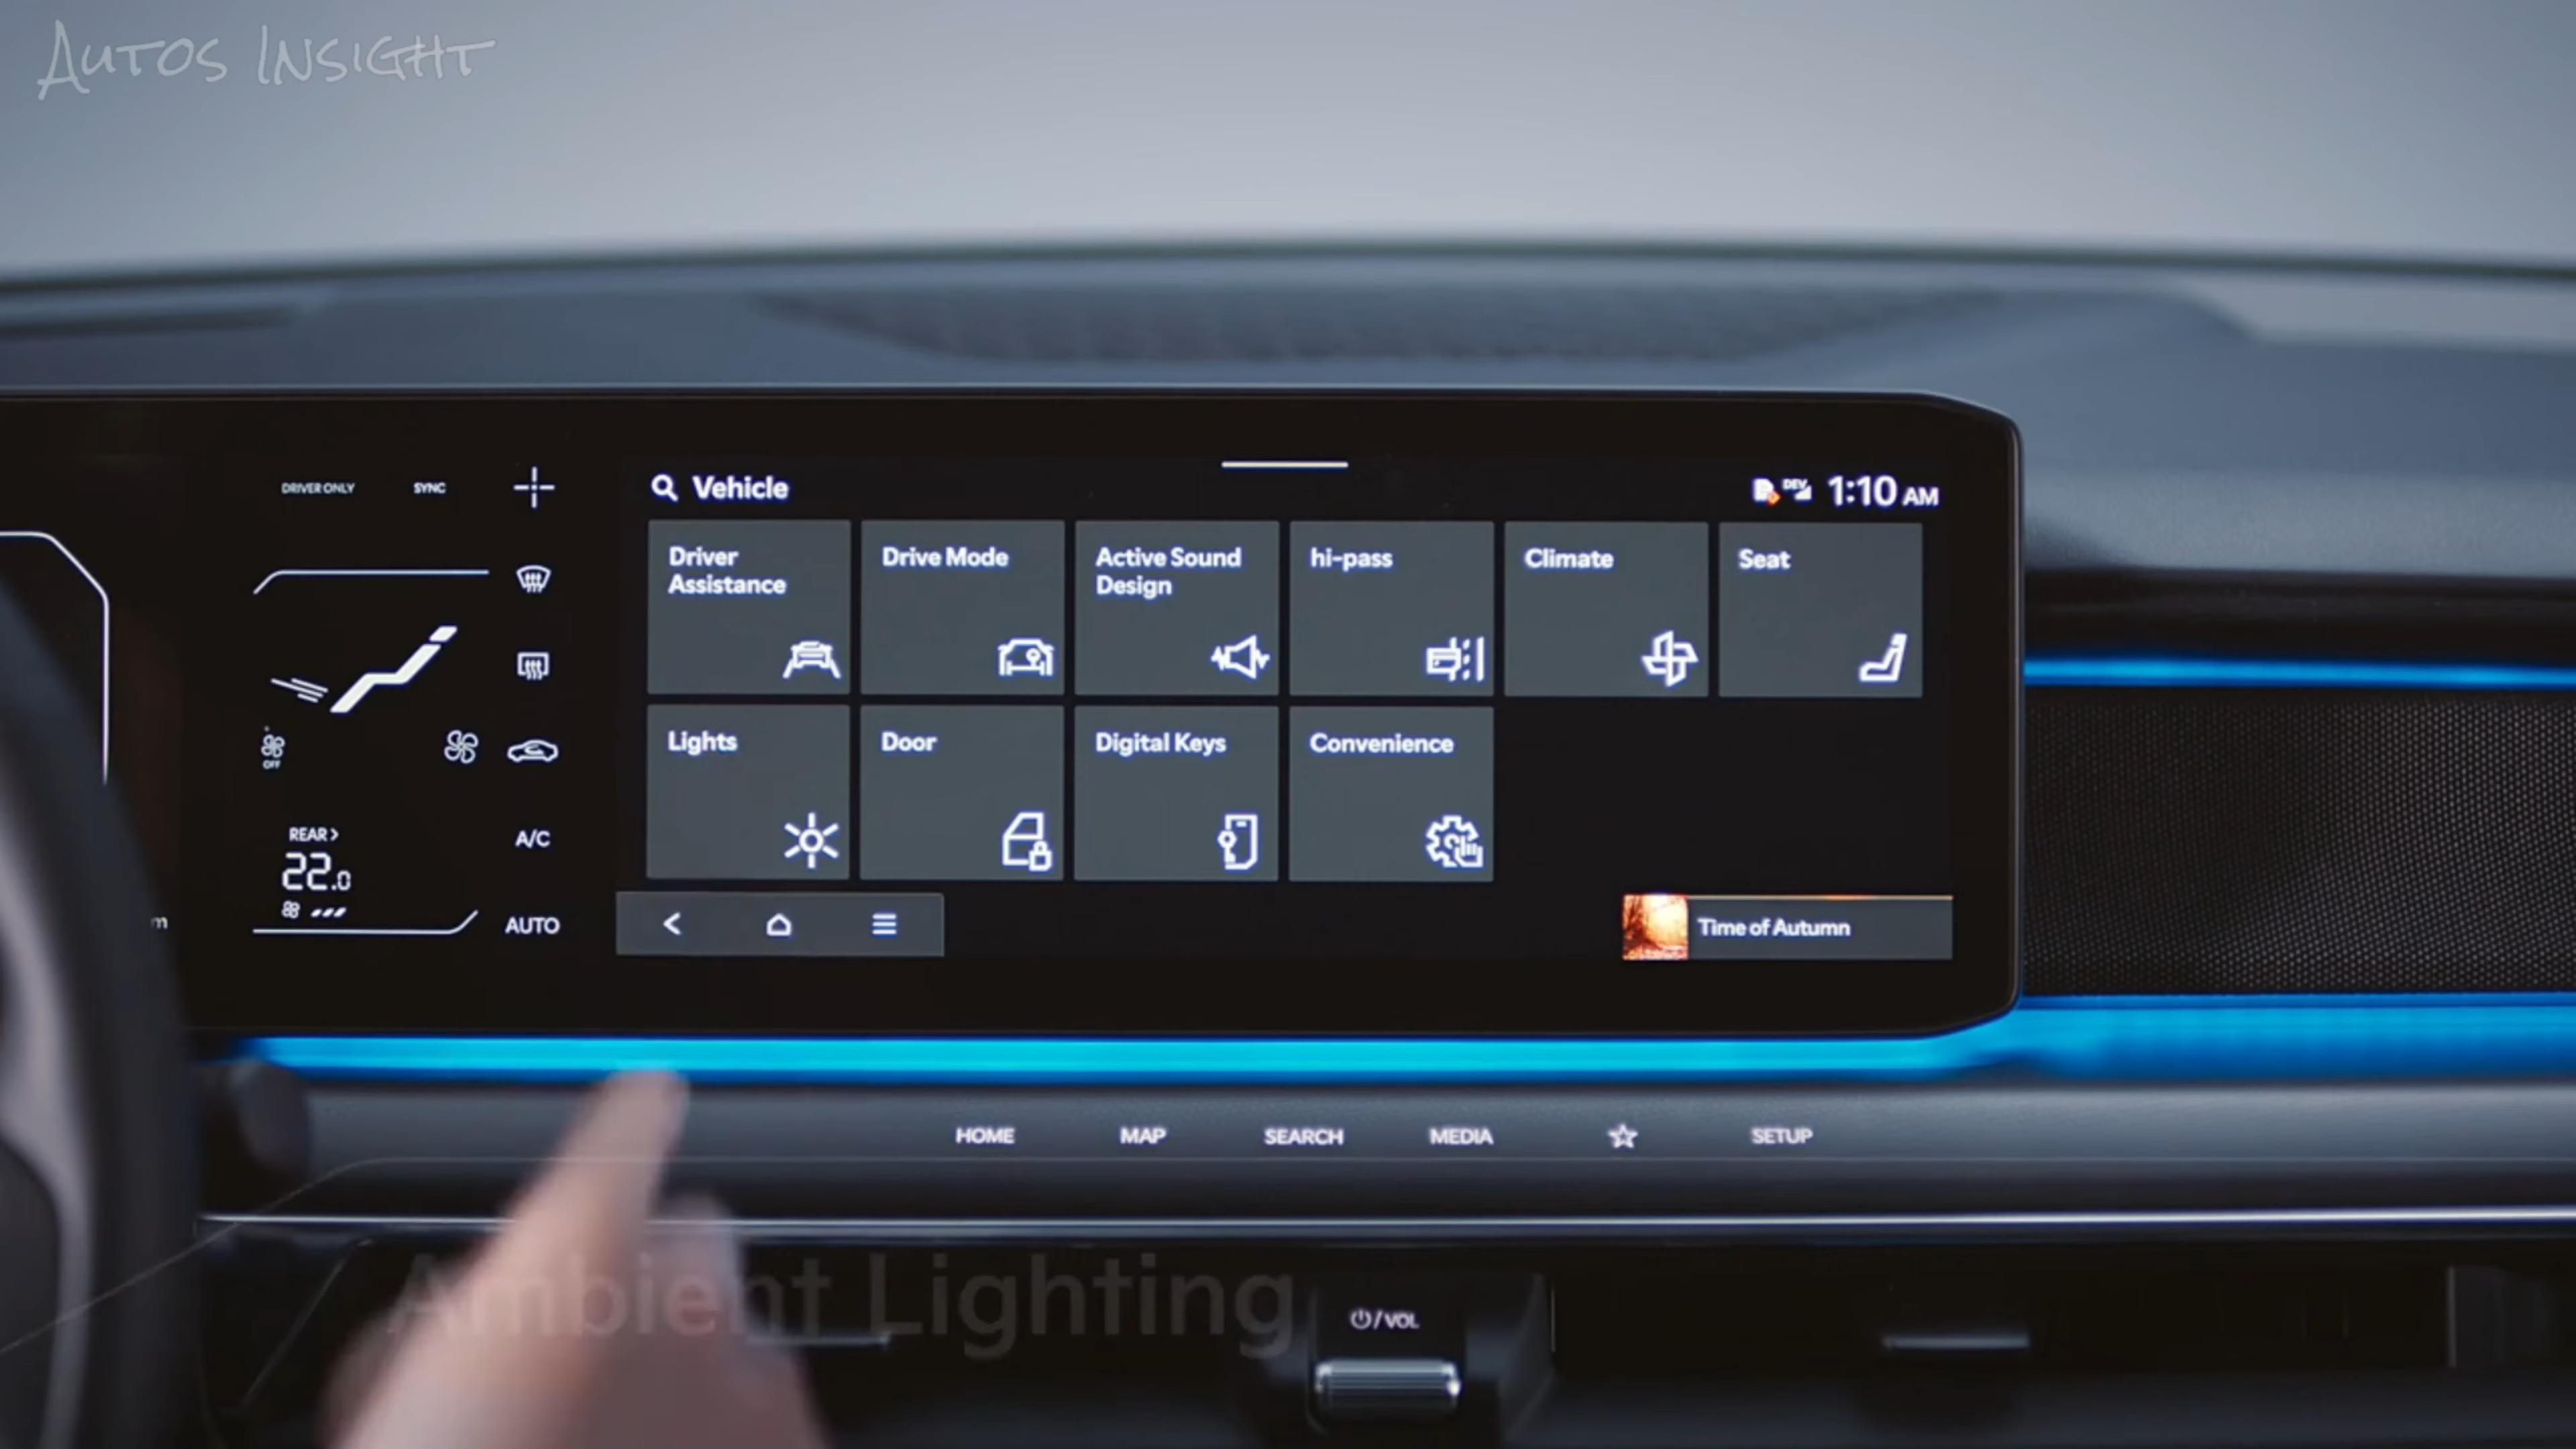 AUTOS INSIGHT
DRIVER ONLY SYNC
Vehicle
DEV 1:10 AM
Driver
Assistance
Drive Mode
Active Sound
Design
hi-pass
Climate
Seat
OFF
Lights
Door
Digital Keys
Convenience
REAR >
22.0
A/C
AUTO
m
Time of Autumn
HOME MAP SEARCH MEDIA SETUP
Ambient Lighting
/ VOL